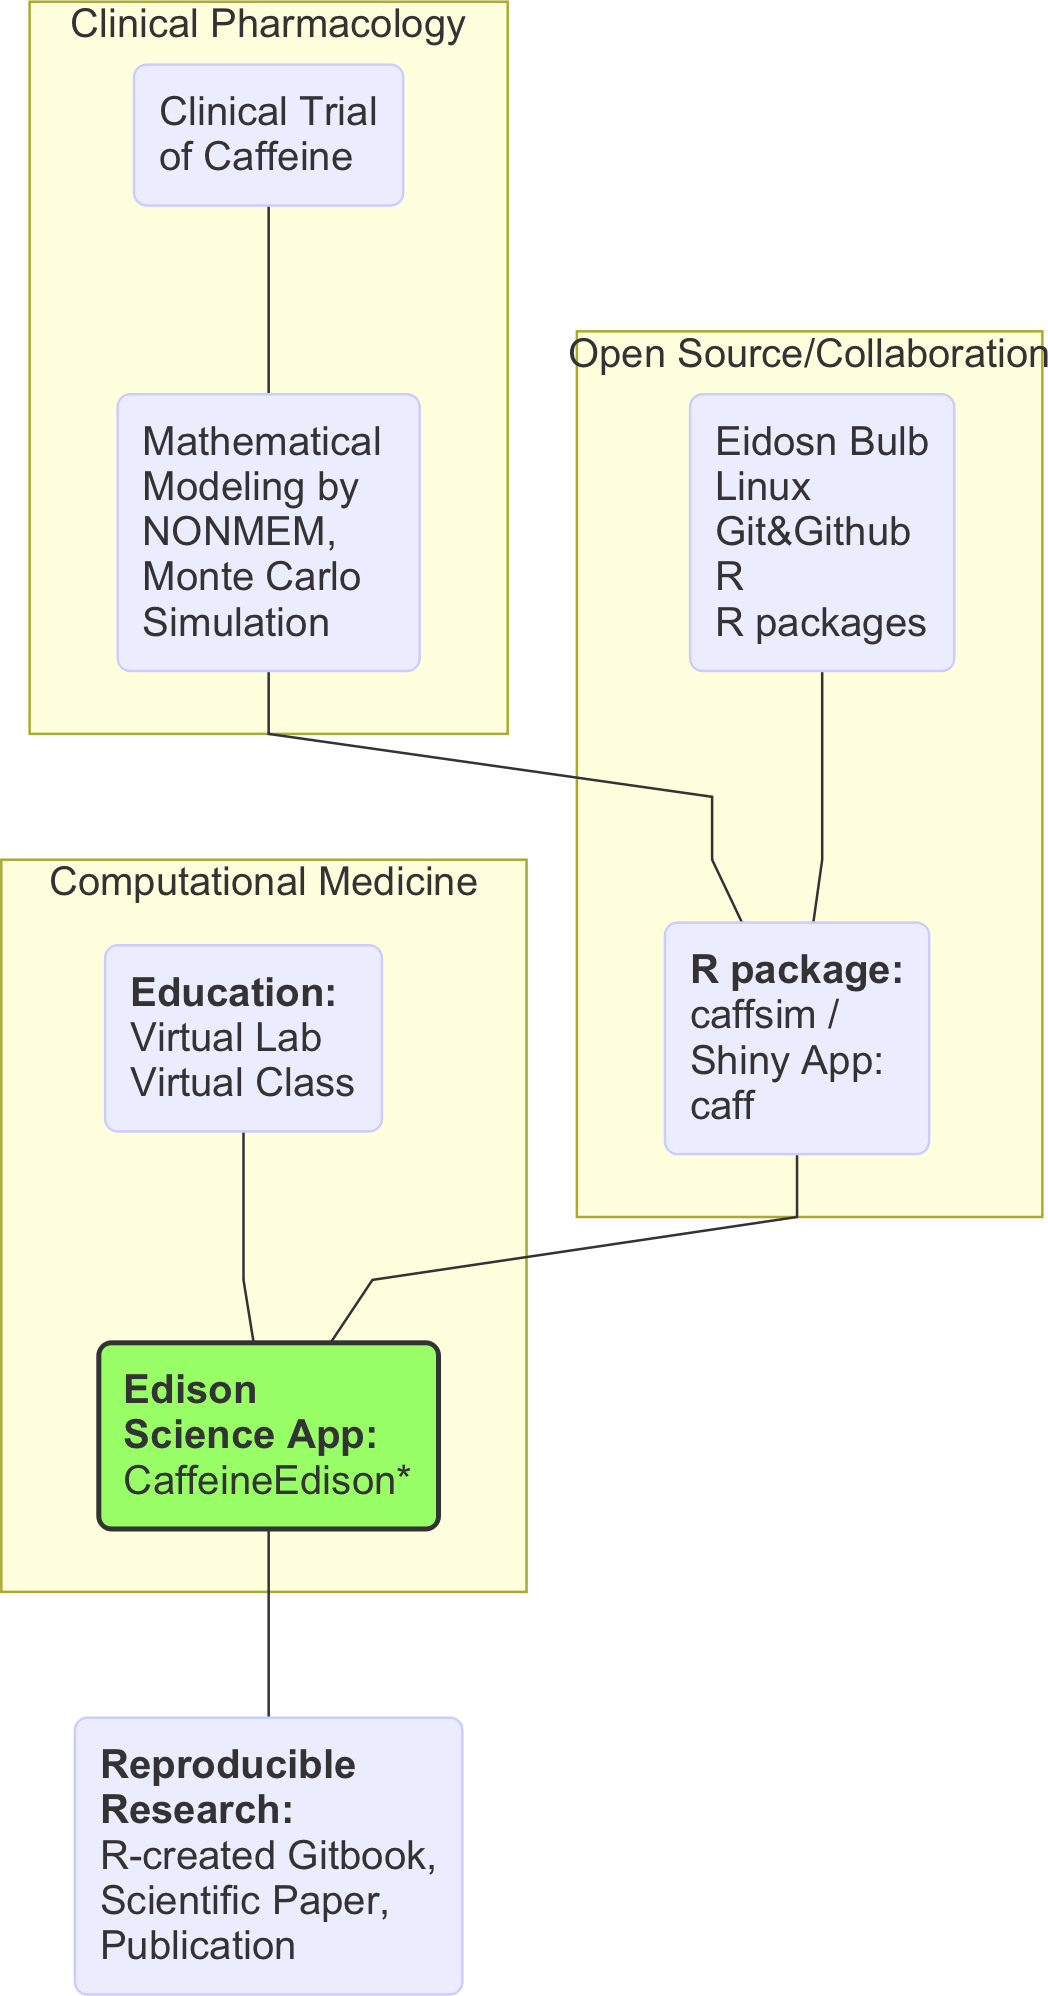 Clinical Pharmacology
Clinical Trial
of Caffeine
Mathematical
Modeling by
NONMEM,
Monte Carlo
Simulation
Open Source/Collaboration
Eidosn Bulb
Linux
Git&Github
R
R packages
R package:
caffsim /
Shiny App:
caff
Computational Medicine
Education:
Virtual Lab
Virtual Class
Edison
Science App:
CaffeineEdison*
Reproducible
Research:
R-created Gitbook,
Scientific Paper,
Publication